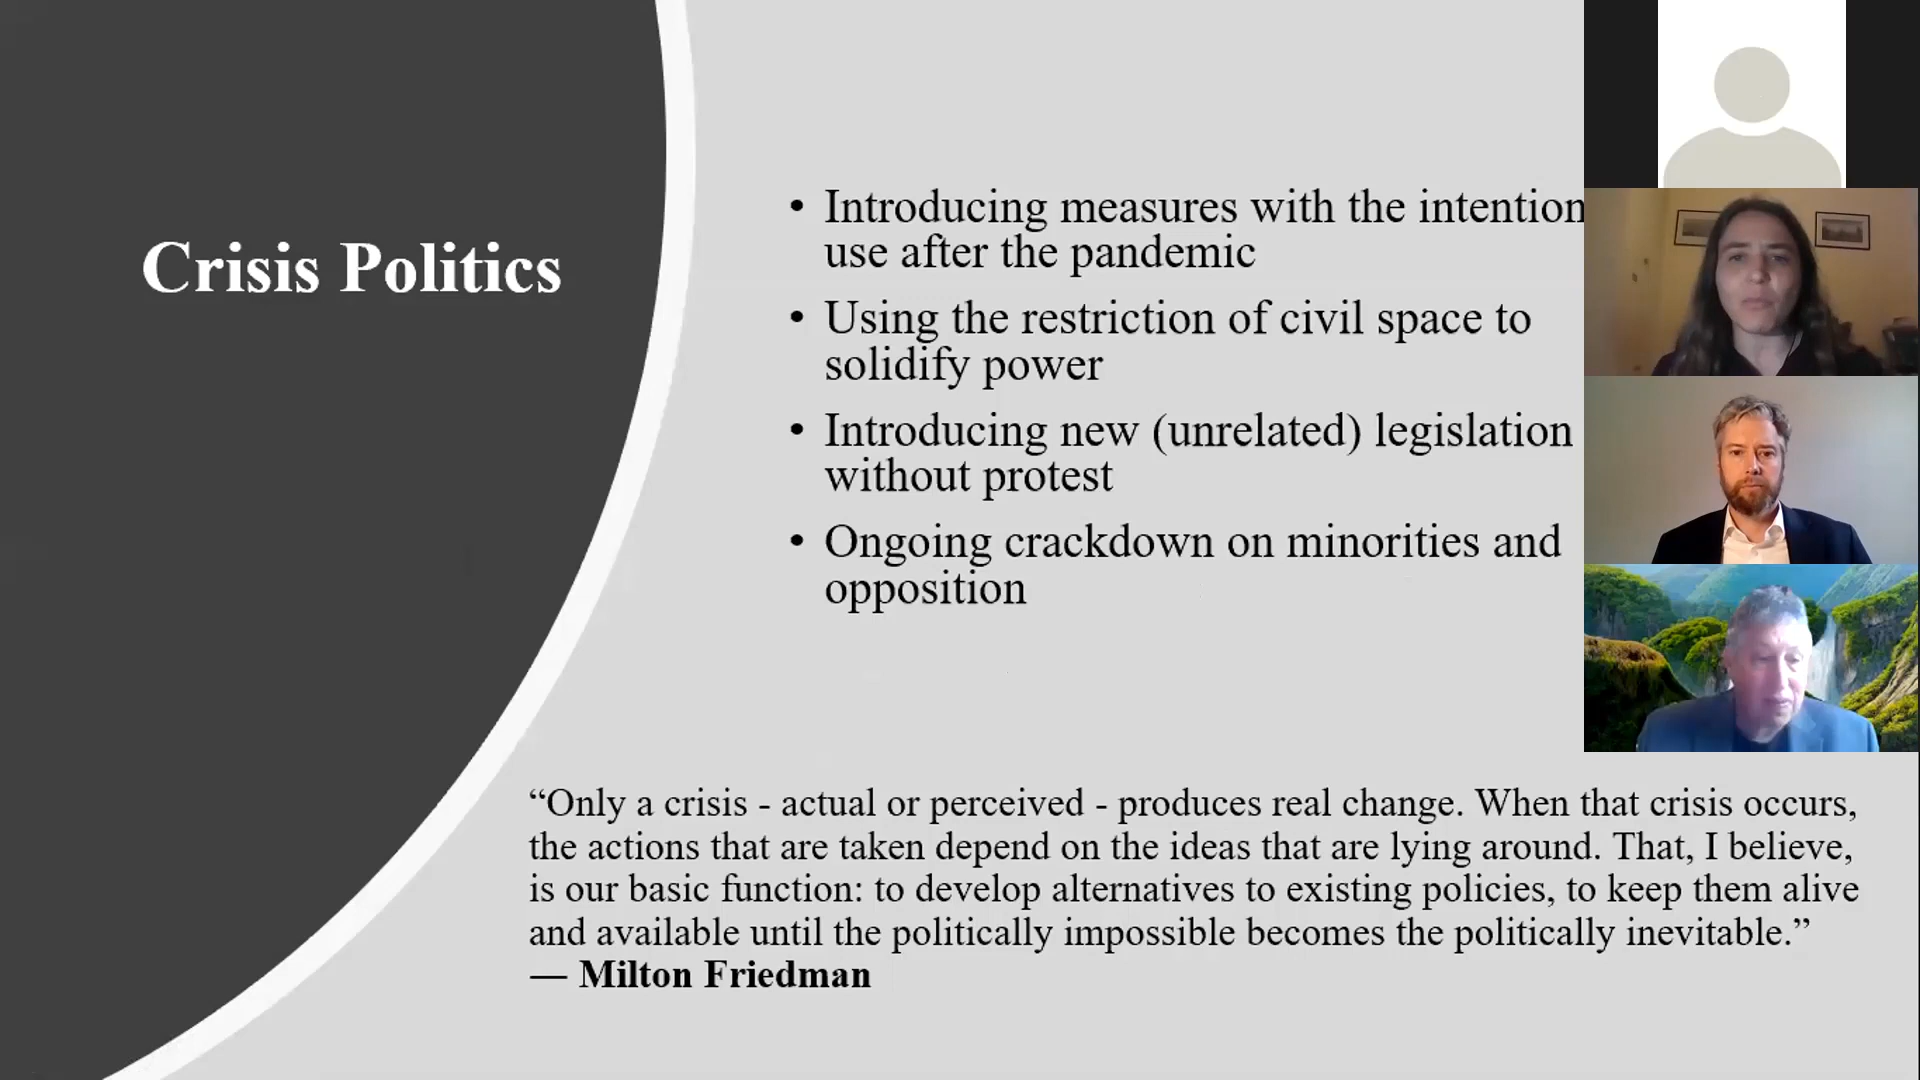 Crisis Politics
• Introducing measures with the intention
use after the pandemic
• Using the restriction of civil space to
solidify power
• Introducing new (unrelated) legislation
without protest
• Ongoing crackdown on minorities and
opposition
“Only a crisis - actual or perceived - produces real change. When that crisis occurs,
the actions that are taken depend on the ideas that are lying around. That, I believe,
is our basic function: to develop alternatives to existing policies, to keep them alive
and available until the politically impossible becomes the politically inevitable.”
— Milton Friedman